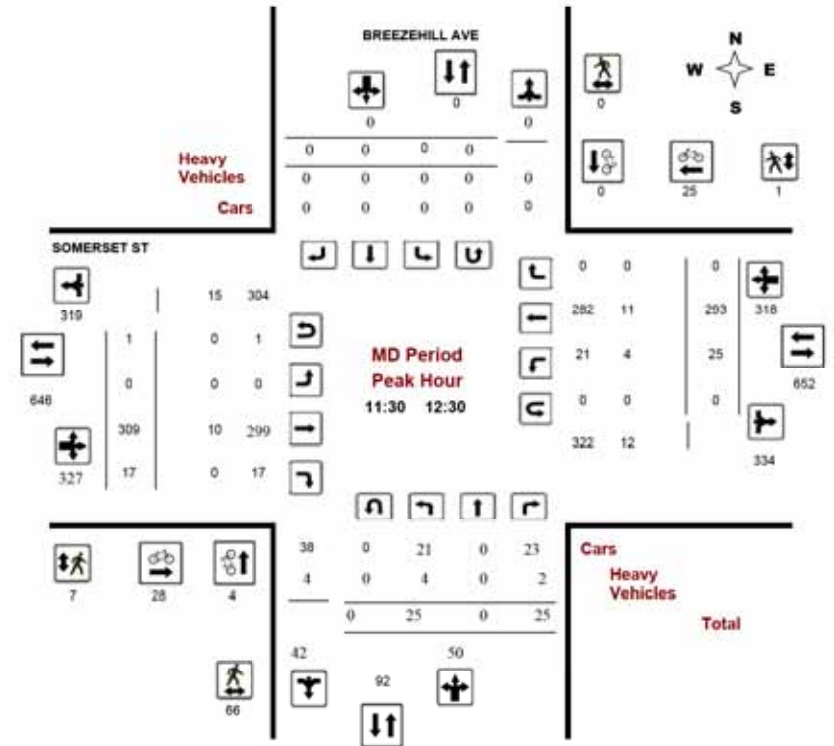 BREEZEHILL AVE
N
W E
S
0
0
0
0
0
Heavy
Vehicles
0 0 0 0
0 0 0 0 0
0 25 1
Cars
0 0 0 0 0
SOMERSET ST
319
15 304
0 0 0
318
1 0 1
282 11 293
646
MD Period
Peak Hour
11:30 12:30
0 0 0
21 4 25
652
309 10 299
0 0 0
327
17 0 17
322 12
334
38 0 21 0 23
Cars
4 0 4 0 2
Heavy
Vehicles
7 28 4
0 25 0 25
Total
42 50
92
66